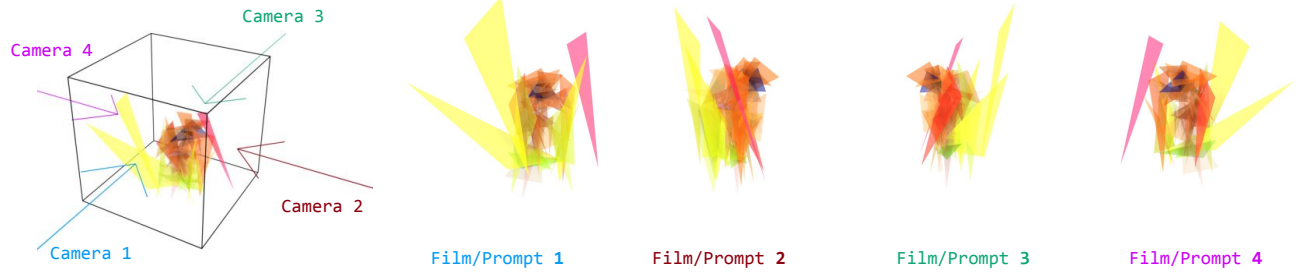 Camera 3
Camera 4
Camera 2
Camera 1
Film/Prompt 1
Film/Prompt 2
Film/Prompt 3
Film/Prompt 4